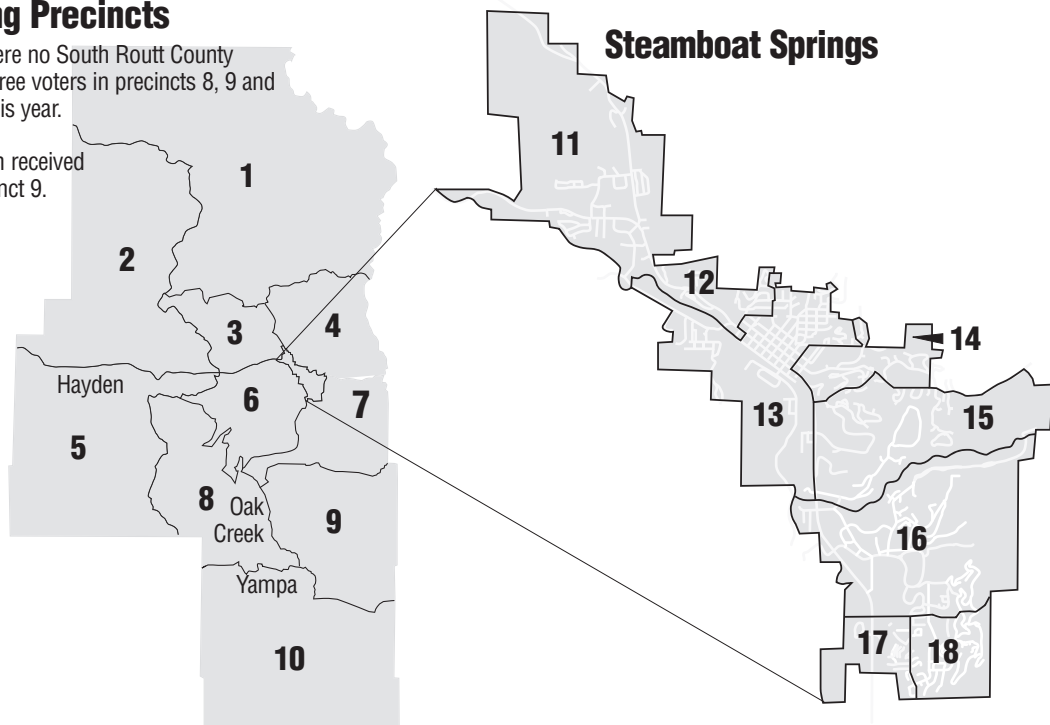 g Precincts
ere no South Routt County
ree voters in precincts 8, 9 and
is year.
received
nct 9.
Steamboat Springs
1
2
3
4
Hayden
5
6
7
8
Oak
Creek
9
Yampa
10
11
12
13
14
15
16
17
18